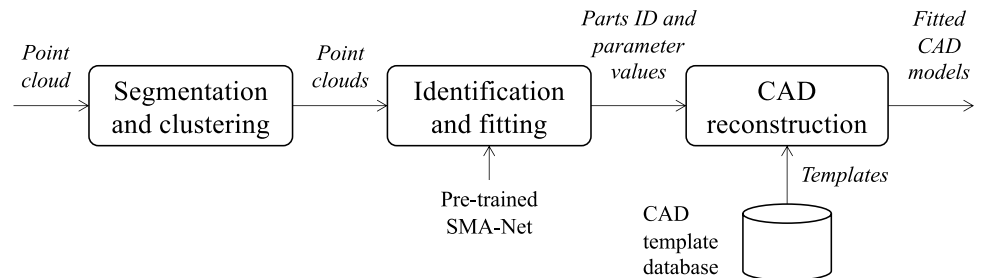 Point
cloud
Segmentation
and clustering
Point
clouds
Identification
and fitting
Parts ID and
parameter
values
CAD
reconstruction
Fitted
CAD
models
Pre-trained
SMA-Net
Templates
CAD
template
database